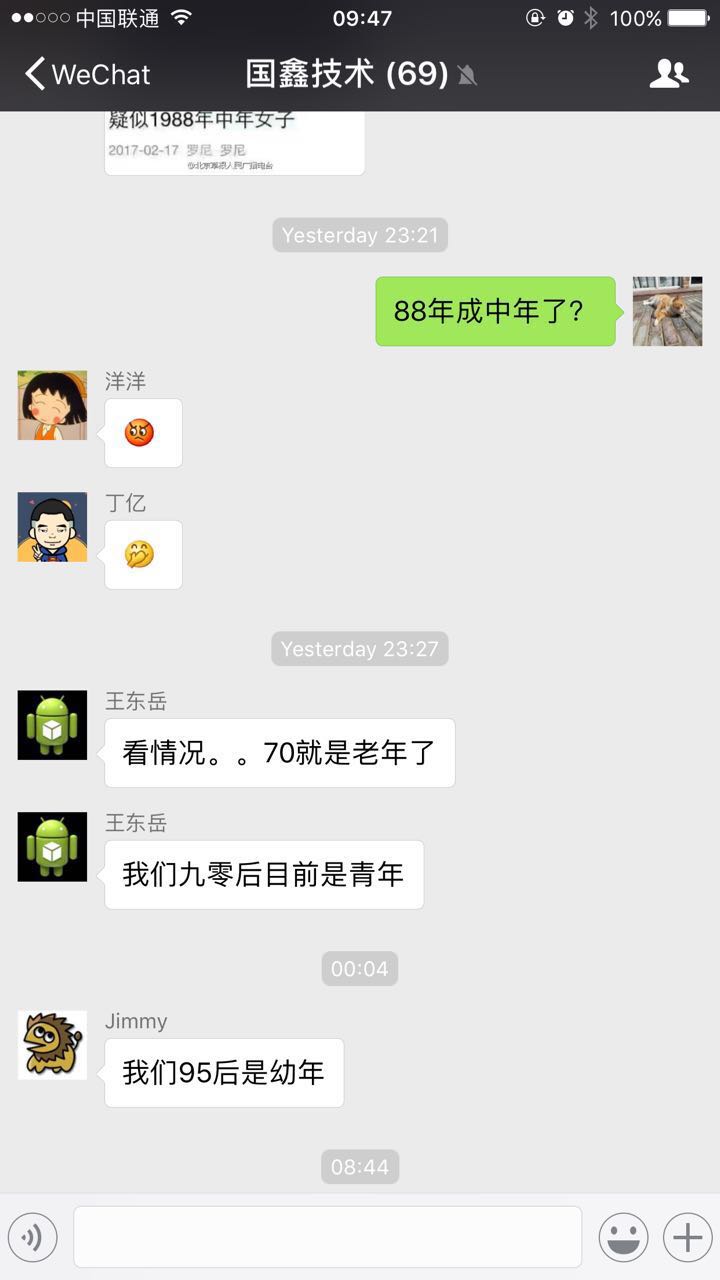 中国联通
09:47
100%
WeChat
国鑫技术 (69)
疑似1988年中年女子
2017-02-17 罗尼 罗尼
Yesterday 23:21
88年成中年了?
洋洋
丁亿
Yesterday 23:27
王东岳
看情况。。70就是老年了
王东岳
我们九零后目前是青年
00:04
Jimmy
我们95后是幼年
08:44